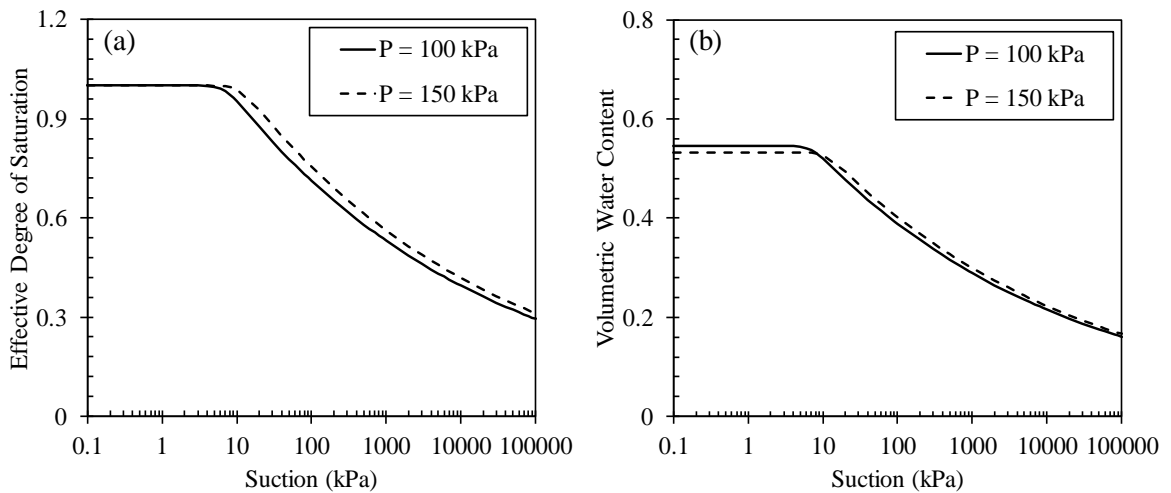 (a)
P = 100 kPa
P = 150 kPa
Effective Degree of Saturation
1.2
0.9
0.6
0.3
0
0.1 1 10 100 1000 10000 100000
Suction (kPa)
(b)
P = 100 kPa
P = 150 kPa
Volumetric Water Content
0.8
0.6
0.4
0.2
0
0.1 1 10 100 1000 10000 100000
Suction (kPa)